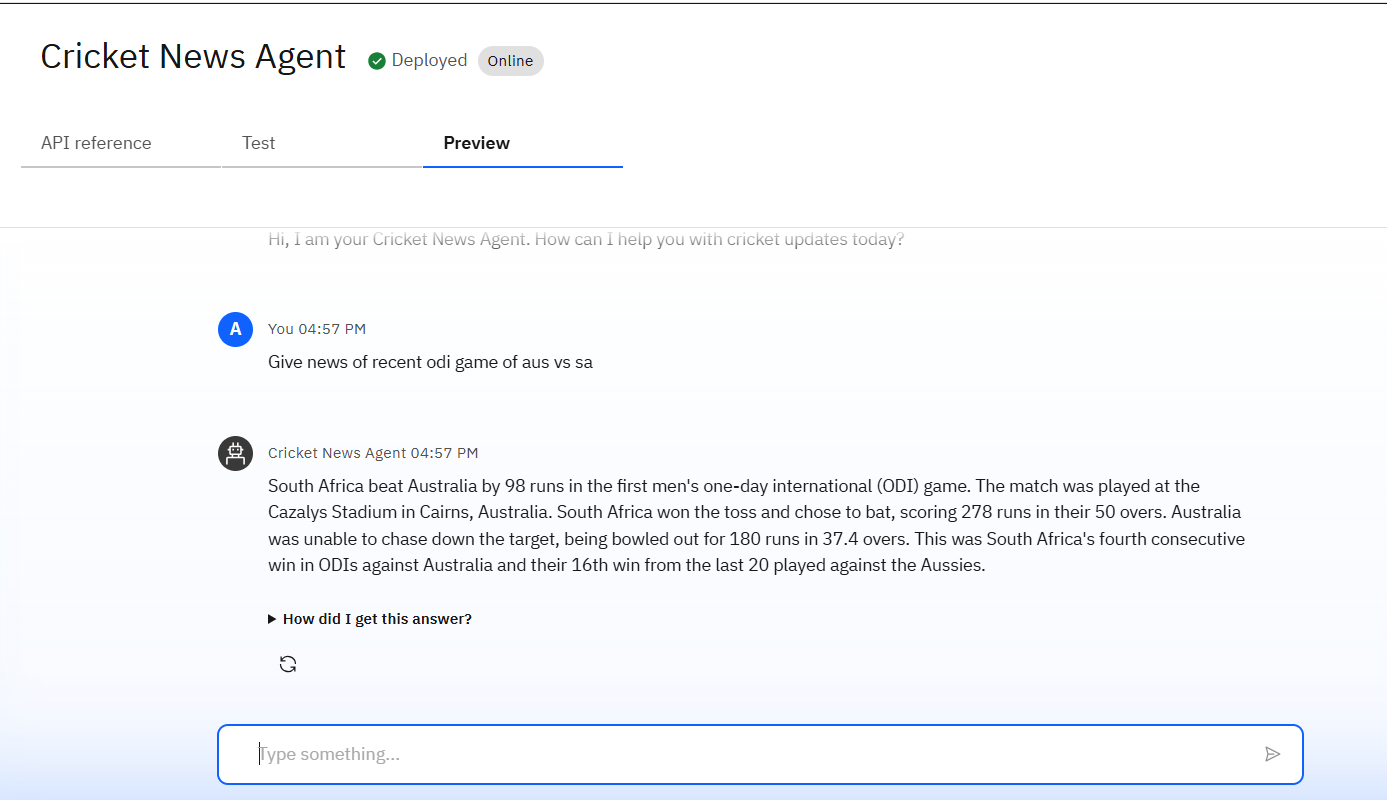 Cricket News Agent
Deployed
Online
API reference
Test
Preview
Hi, I am your Cricket News Agent. How can I help you with cricket updates today?
A
You 04:57 PM
Give news of recent odi game of aus vs sa
Cricket News Agent 04:57 PM
South Africa beat Australia by 98 runs in the first men's one-day international (ODI) game. The match was played at the
Cazalys Stadium in Cairns, Australia. South Africa won the toss and chose to bat, scoring 278 runs in their 50 overs. Australia
was unable to chase down the target, being bowled out for 180 runs in 37.4 overs. This was South Africa's fourth consecutive
win in ODIs against Australia and their 16th win from the last 20 played against the Aussies.
How did I get this answer?
Type something...